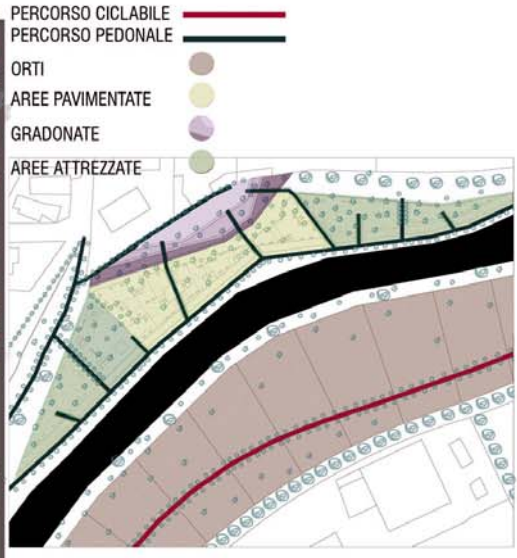 PERCORSO CICLABILE
PERCORSO PEDONALE
ORTI
AREE PAVIMENTATE
GRADONATE
AREE ATTREZZATE